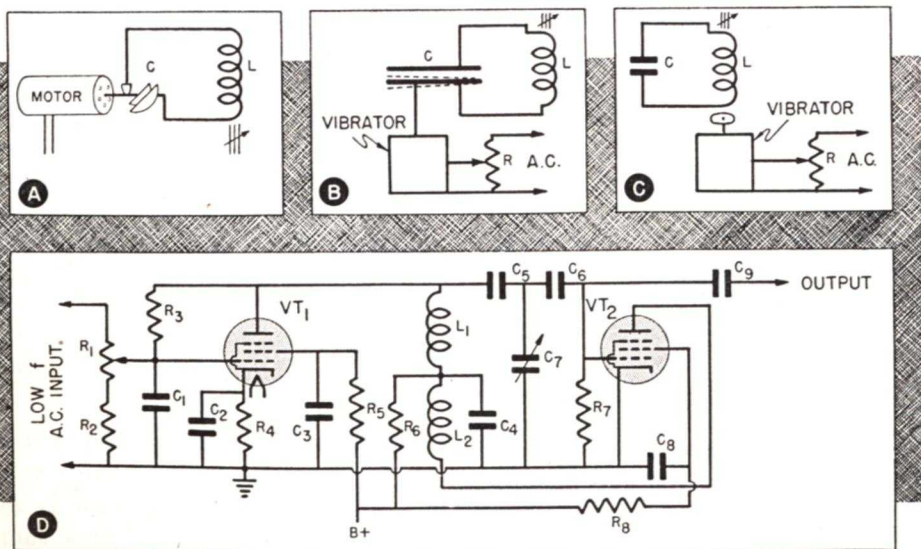 MOTOR
C
L
A
C
L
VIBRATOR
R
A.C.
B
C
L
VIBRATOR
R
A.C.
C
C5
C6
C9
OUTPUT
R3
VT1
VT2
L1
R1
C7
LOW f
A.C. INPUT.
C1
C2
R5
R7
R2
R4
C3
R6
L2
C4
C8
D
B+
R8